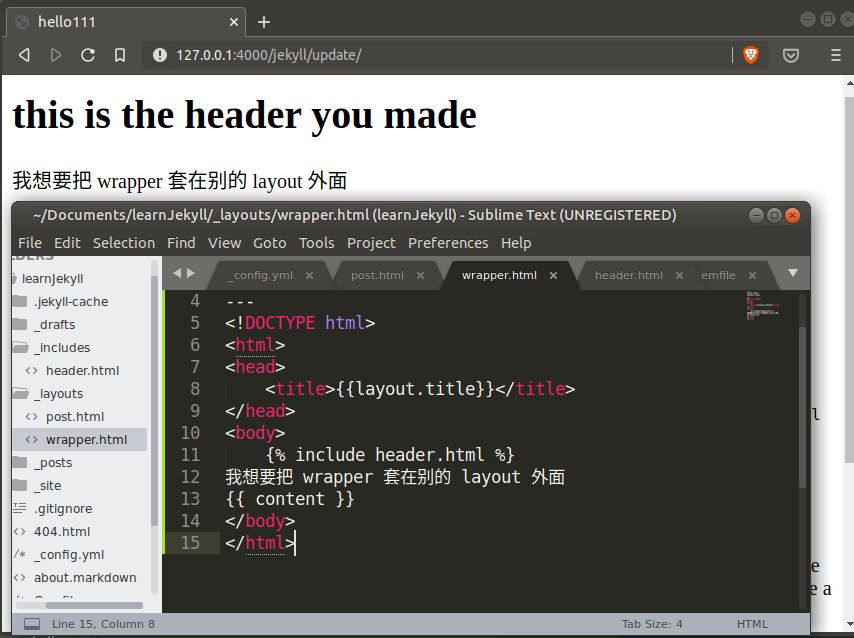 hello111
127.0.0.1:4000/jekyll/update/
this is the header you made
我想要把 wrapper 套在别的 layout 外面
~/Documents/learnJekyll/_layouts/wrapper.html (learnJekyll) - Sublime Text (UNREGISTERED)
File Edit Selection Find View Goto Tools Project Preferences Help
_config.yml post.html wrapper.html header.html emfile
learnJekyll
.jekyll-cache
_drafts
_includes
header.html
_layouts
post.html
wrapper.html
_posts
_site
.gitignore
404.html
_config.yml
about.markdown
4 ---
5 <!DOCTYPE html>
6 <html>
7 <head>
8 <title>{{layout.title}}</title>
9 </head>
10 <body>
11 {% include header.html %}
12 我想要把 wrapper 套在别的 layout 外面
13 {{ content }}
14 </body>
15 </html>
l
e
e a
Line 15, Column 8 Tab Size: 4 HTML